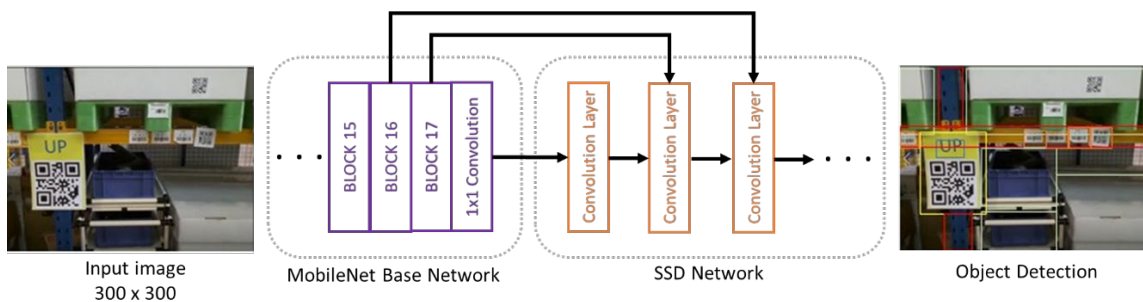 UP
Input image
300 x 300
BLOCK 15
BLOCK 16
BLOCK 17
1x1 Convolution
MobileNet Base Network
Convolution Layer
Convolution Layer
Convolution Layer
SSD Network
UP
Object Detection